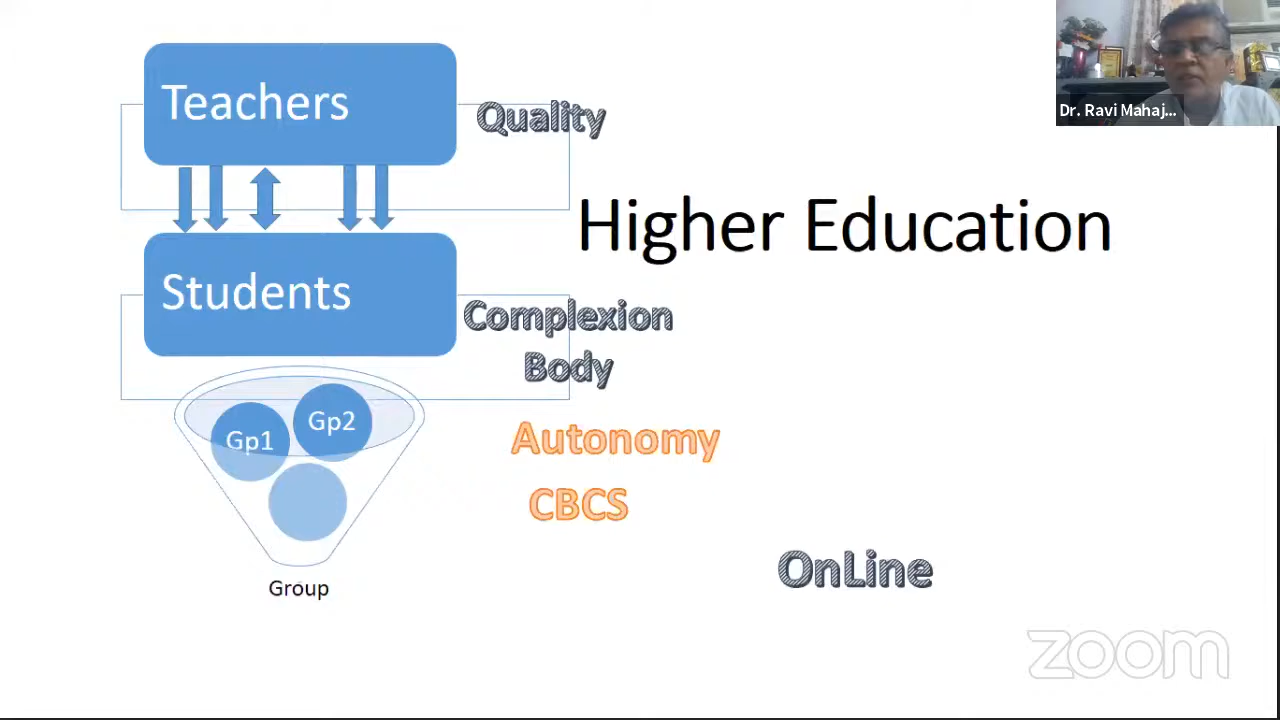 Teachers
Quality
Dr. Ravi Mahaj...
Higher Education
Students
Complexion
Body
Gp1
Gp2
Autonomy
CBCS
OnLine
Group
zoom